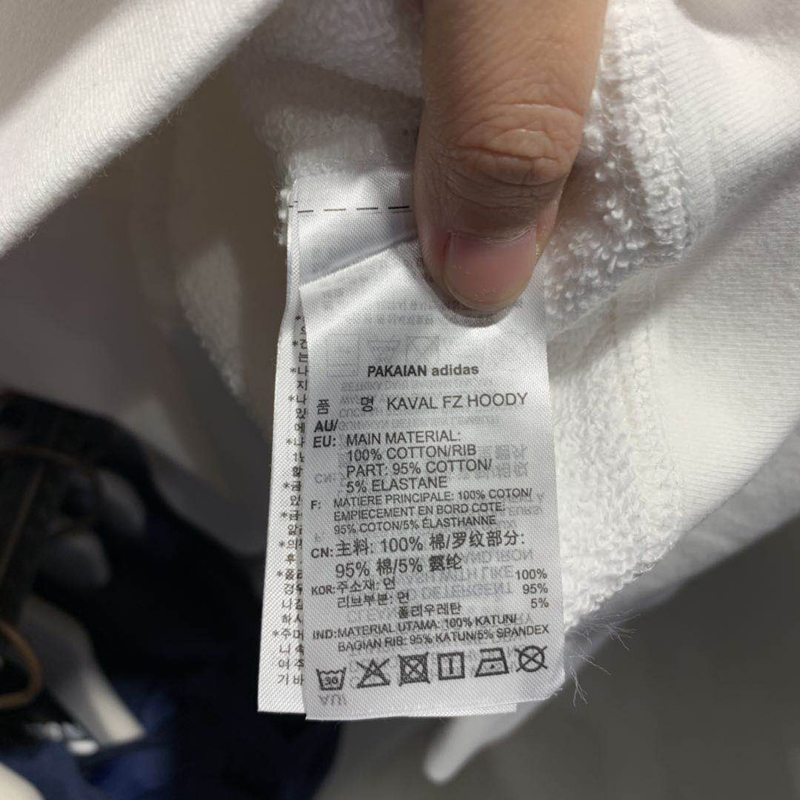 PAKAIAN adidas
품 명 KAVAL FZ HOODY
AU/
EU: MAIN MATERIAL:
100% COTTON/RIB
PART: 95% COTTON/
5% ELASTANE
F: MATIERE PRINCIPALE: 100% COTON/
EMPIECEMENT EN BORD COTE:
95% COTON/5% ÉLASTHANNE
CN: 主料: 100% 棉/罗纹部分:
95% 棉/5% 氨纶
KOR: 주소재: 면 100%
리브부분: 면 95%
폴리우레탄 5%
IND: MATERIAL UTAMA: 100% KATUN/
BAGIAN RIB: 95% KATUN/5% SPANDEX
30